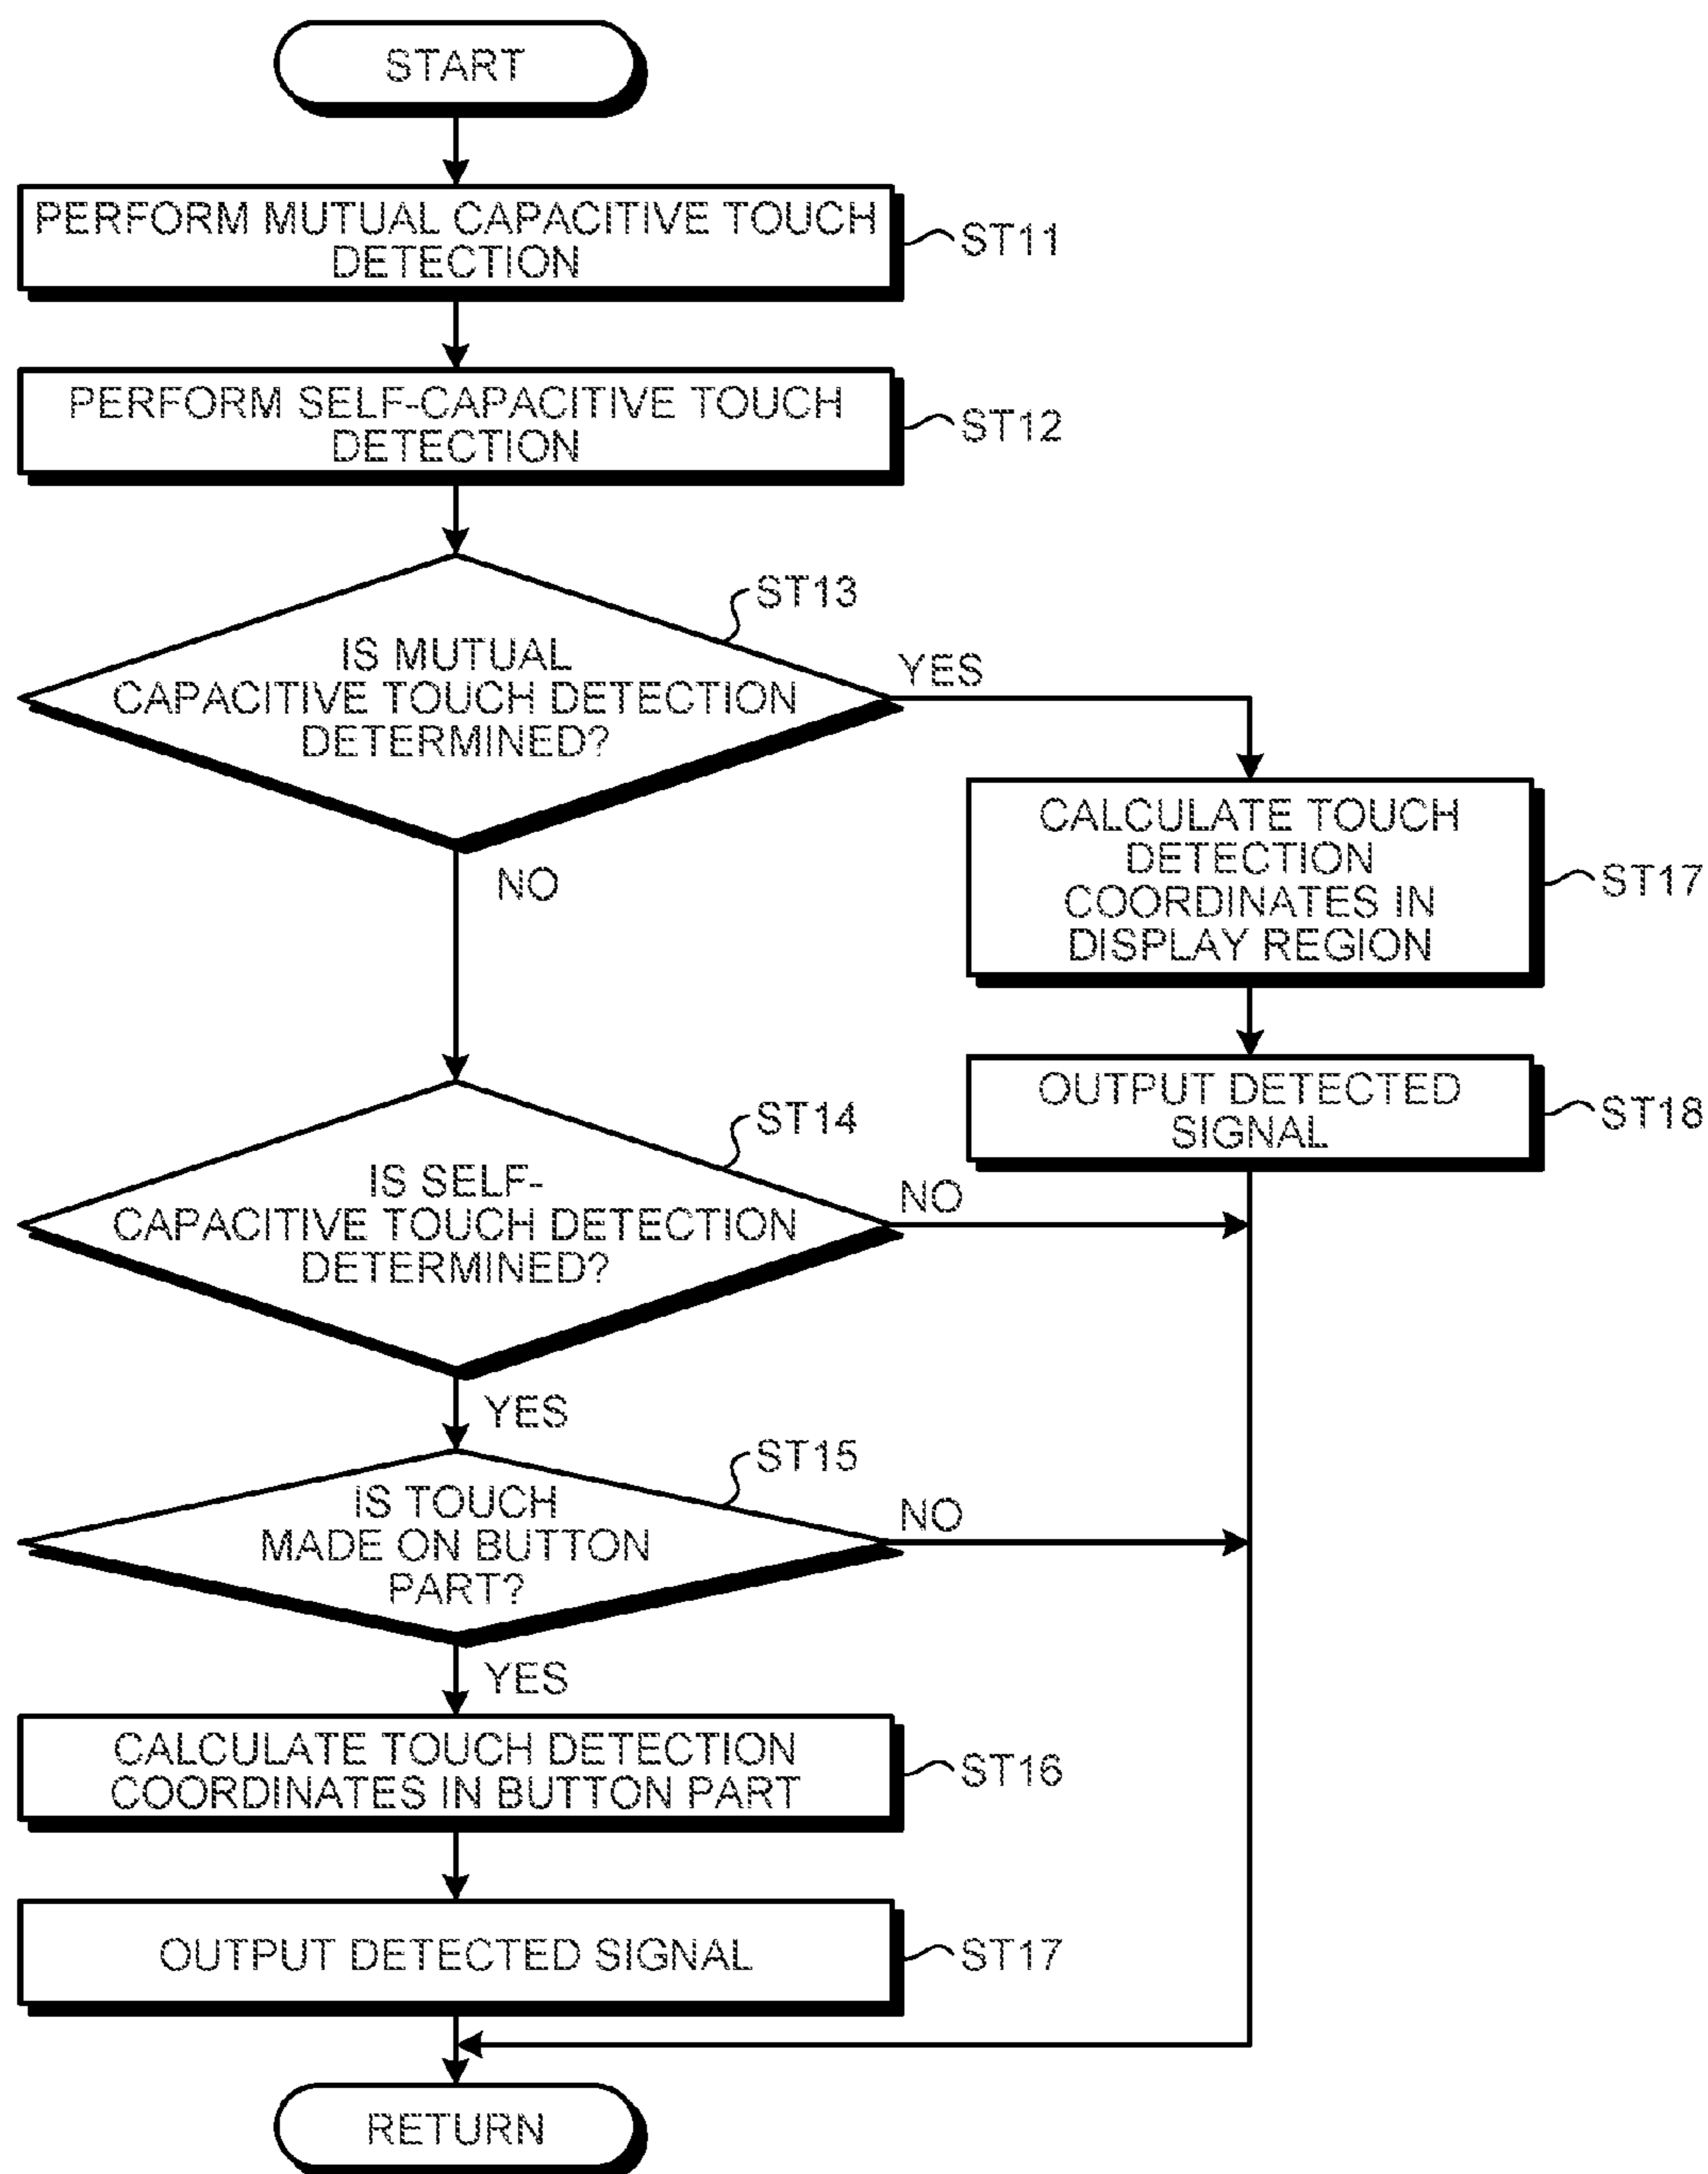 START
PERFORM MUTUAL CAPACITIVE TOUCH
DETECTION
ST11
PERFORM SELF-CAPACITIVE TOUCH
DETECTION
ST12
ST13
IS MUTUAL
CAPACITIVE TOUCH DETECTION
DETERMINED?
YES
NO
CALCULATE TOUCH
DETECTION
COORDINATES IN
DISPLAY REGION
ST17
OUTPUT DETECTED
SIGNAL
ST18
ST14
IS SELF-
CAPACITIVE TOUCH DETECTION
DETERMINED?
NO
YES
ST15
IS TOUCH
MADE ON BUTTON
PART?
NO
YES
CALCULATE TOUCH DETECTION
COORDINATES IN BUTTON PART
ST16
OUTPUT DETECTED SIGNAL
ST17
RETURN